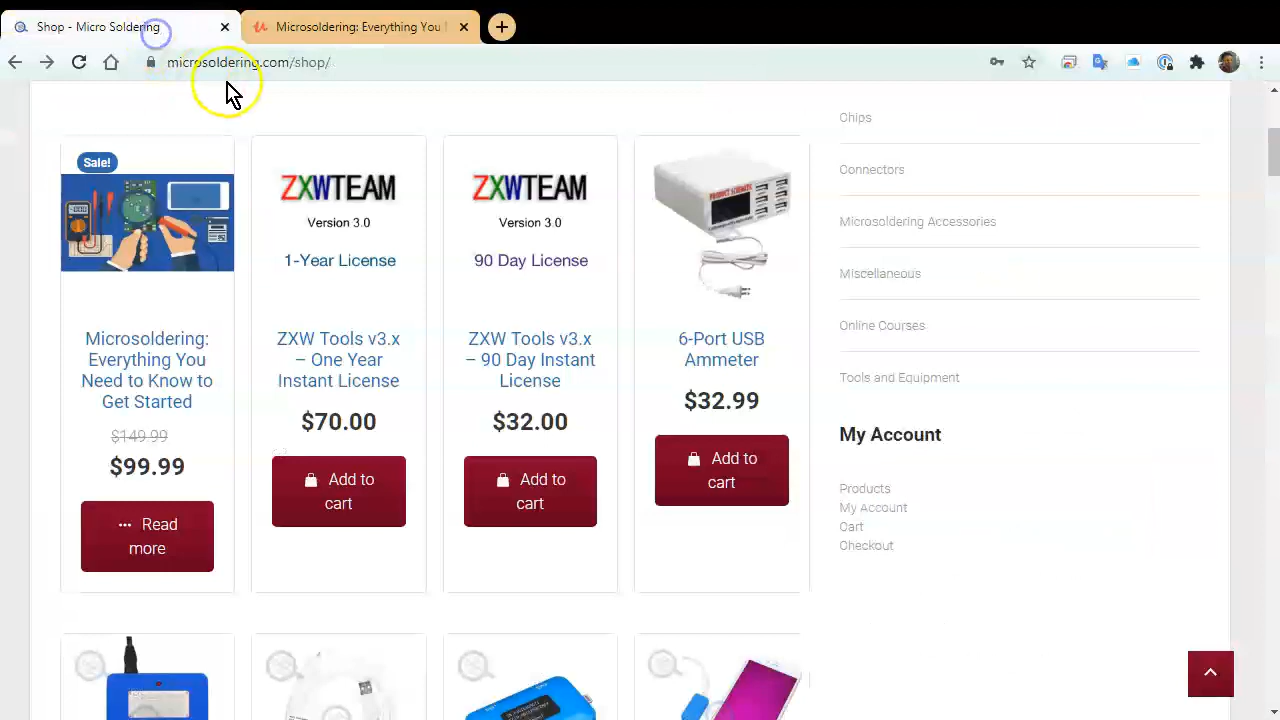 Shop - Micro Soldering
Microsoldering: Everything You
microsoldering.com/shop/
Sale!
Microsoldering:
Everything You
Need to Know to
Get Started
$149.99
$99.99
Read
more
ZXWTEAM
Version 3.0
1-Year License
ZXW Tools v3.x
– One Year
Instant License
$70.00
Add to
cart
ZXWTEAM
Version 3.0
90 Day License
ZXW Tools v3.x
– 90 Day Instant
License
$32.00
Add to
cart
6-Port USB
Ammeter
$32.99
Add to
cart
Chips
Connectors
Microsoldering Accessories
Miscellaneous
Online Courses
Tools and Equipment
My Account
Products
My Account
Cart
Checkout